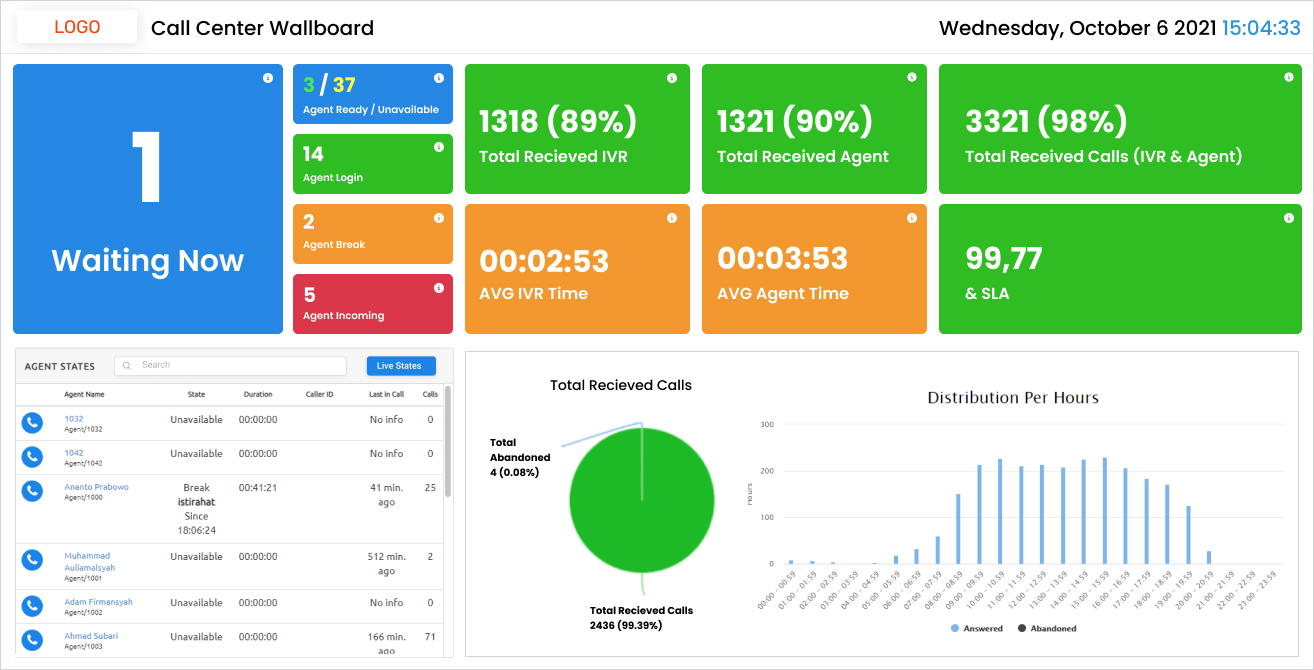 LOGO
Call Center Wallboard
Wednesday, October 6 2021 15:04:33
1
Waiting Now
3 / 37
Agent Ready / Unavailable
14
Agent Login
2
Agent Break
5
Agent Incoming
1318 (89%)
Total Recieved IVR
1321 (90%)
Total Received Agent
3321 (98%)
Total Received Calls (IVR & Agent)
00:02:53
AVG IVR Time
00:03:53
AVG Agent Time
99,77
& SLA
AGENT STATES
Search
Live States
Agent Name State Duration Caller ID Last in Call Calls
1032 Unavailable 00:00:00 No info 0
Agent/1032
1042 Unavailable 00:00:00 No info 0
Agent/1042
Ananto Prabowo Break 00:41:21 41 min. 25
Agent/1000 istirahat ago
Since
18:06:24
Muhammad Unavailable 00:00:00 512 min. 2
Auliamalsyah ago
Agent/1001
Adam Firmansyah Unavailable 00:00:00 No info 0
Agent/1002
Ahmad Subari Unavailable 00:00:00 166 min. 71
Agent/1003 ago
Total Recieved Calls
Total
Abandoned
4 (0.08%)
Total Recieved Calls
2436 (99.39%)
Distribution Per Hours
300
200
100
0
Hours
00:00 - 00:59
01:00 - 01:59
02:00 - 02:59
03:00 - 03:59
04:00 - 04:59
05:00 - 05:59
06:00 - 06:59
07:00 - 07:59
08:00 - 08:59
09:00 - 09:59
10:00 - 10:59
11:00 - 11:59
12:00 - 12:59
13:00 - 13:59
14:00 - 14:59
15:00 - 15:59
16:00 - 16:59
17:00 - 17:59
18:00 - 18:59
19:00 - 19:59
20:00 - 20:59
21:00 - 21:59
22:00 - 22:59
23:00 - 23:59
Answered
Abandoned